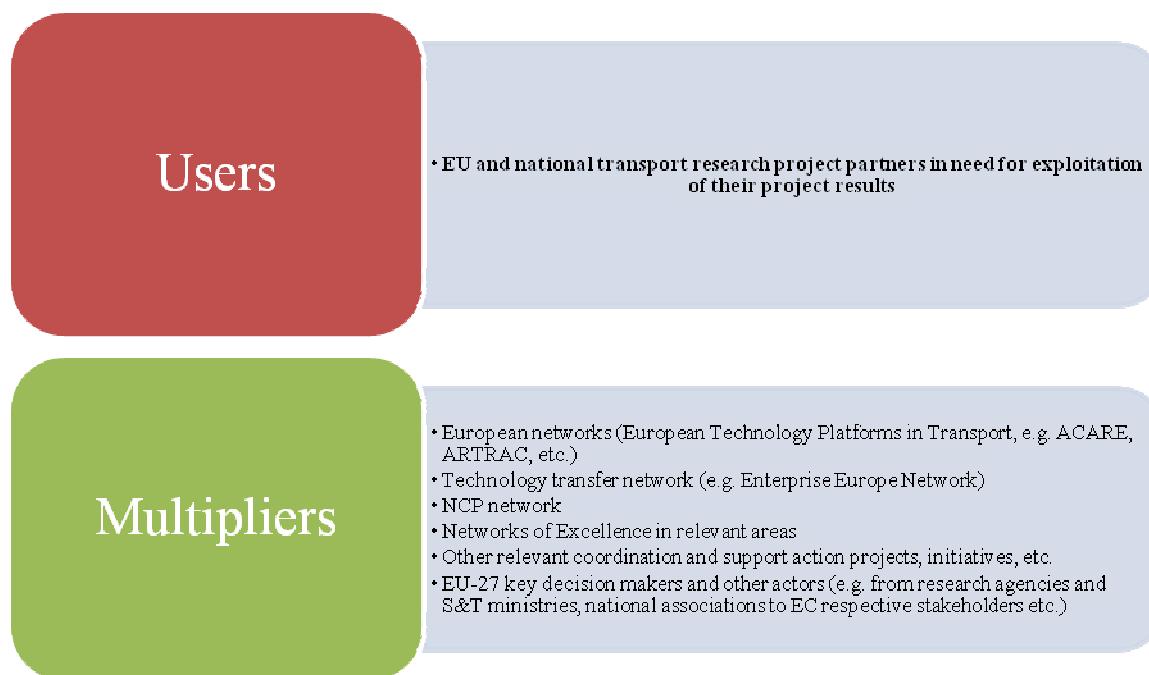 Users
• EU and national transport research project partners in need for exploitation
of their project results
Multipliers
• European networks (European Technology Platforms in Transport, e.g. ACARE,
ARTRAC, etc.)
• Technology transfer network (e.g. Enterprise Europe Network)
• NCP network
• Networks of Excellence in relevant areas
• Other relevant coordination and support action projects, initiatives, etc.
• EU-27 key decision makers and other actors (e.g. from research agencies and
S&T ministries, national associations to EC respective stakeholders etc.)